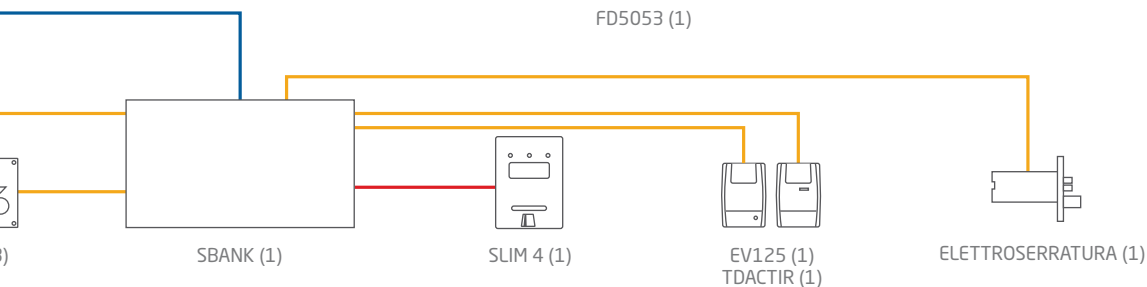 FD5053 (1)
SBANK (1)
SLIM 4 (1)
EV125 (1)
TDACTIR (1)
ELETTROSERRATURA (1)